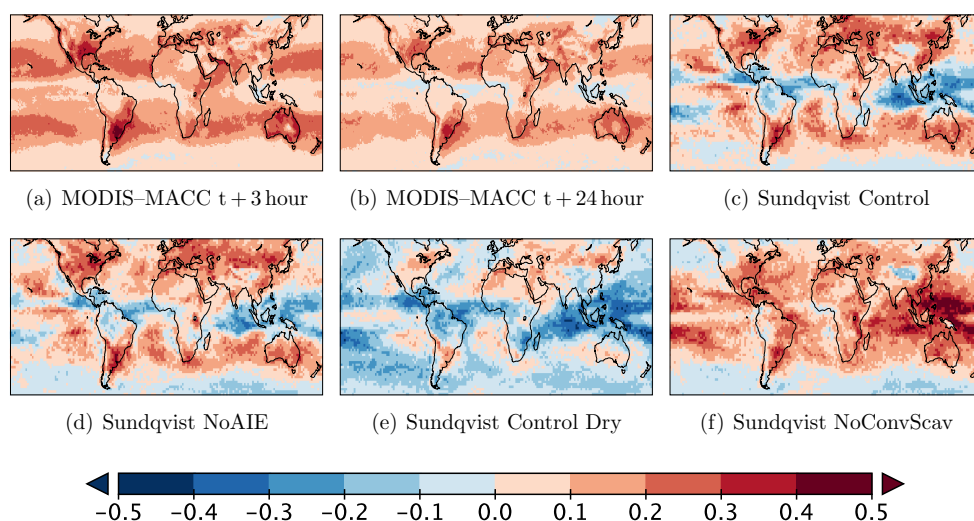 (a) MODIS–MACC t + 3 hour
(b) MODIS–MACC t + 24 hour
(c) Sundqvist Control
(d) Sundqvist NoAIE
(e) Sundqvist Control Dry
(f) Sundqvist NoConvScav
−0.5 −0.4 −0.3 −0.2 −0.1 0.0 0.1 0.2 0.3 0.4 0.5